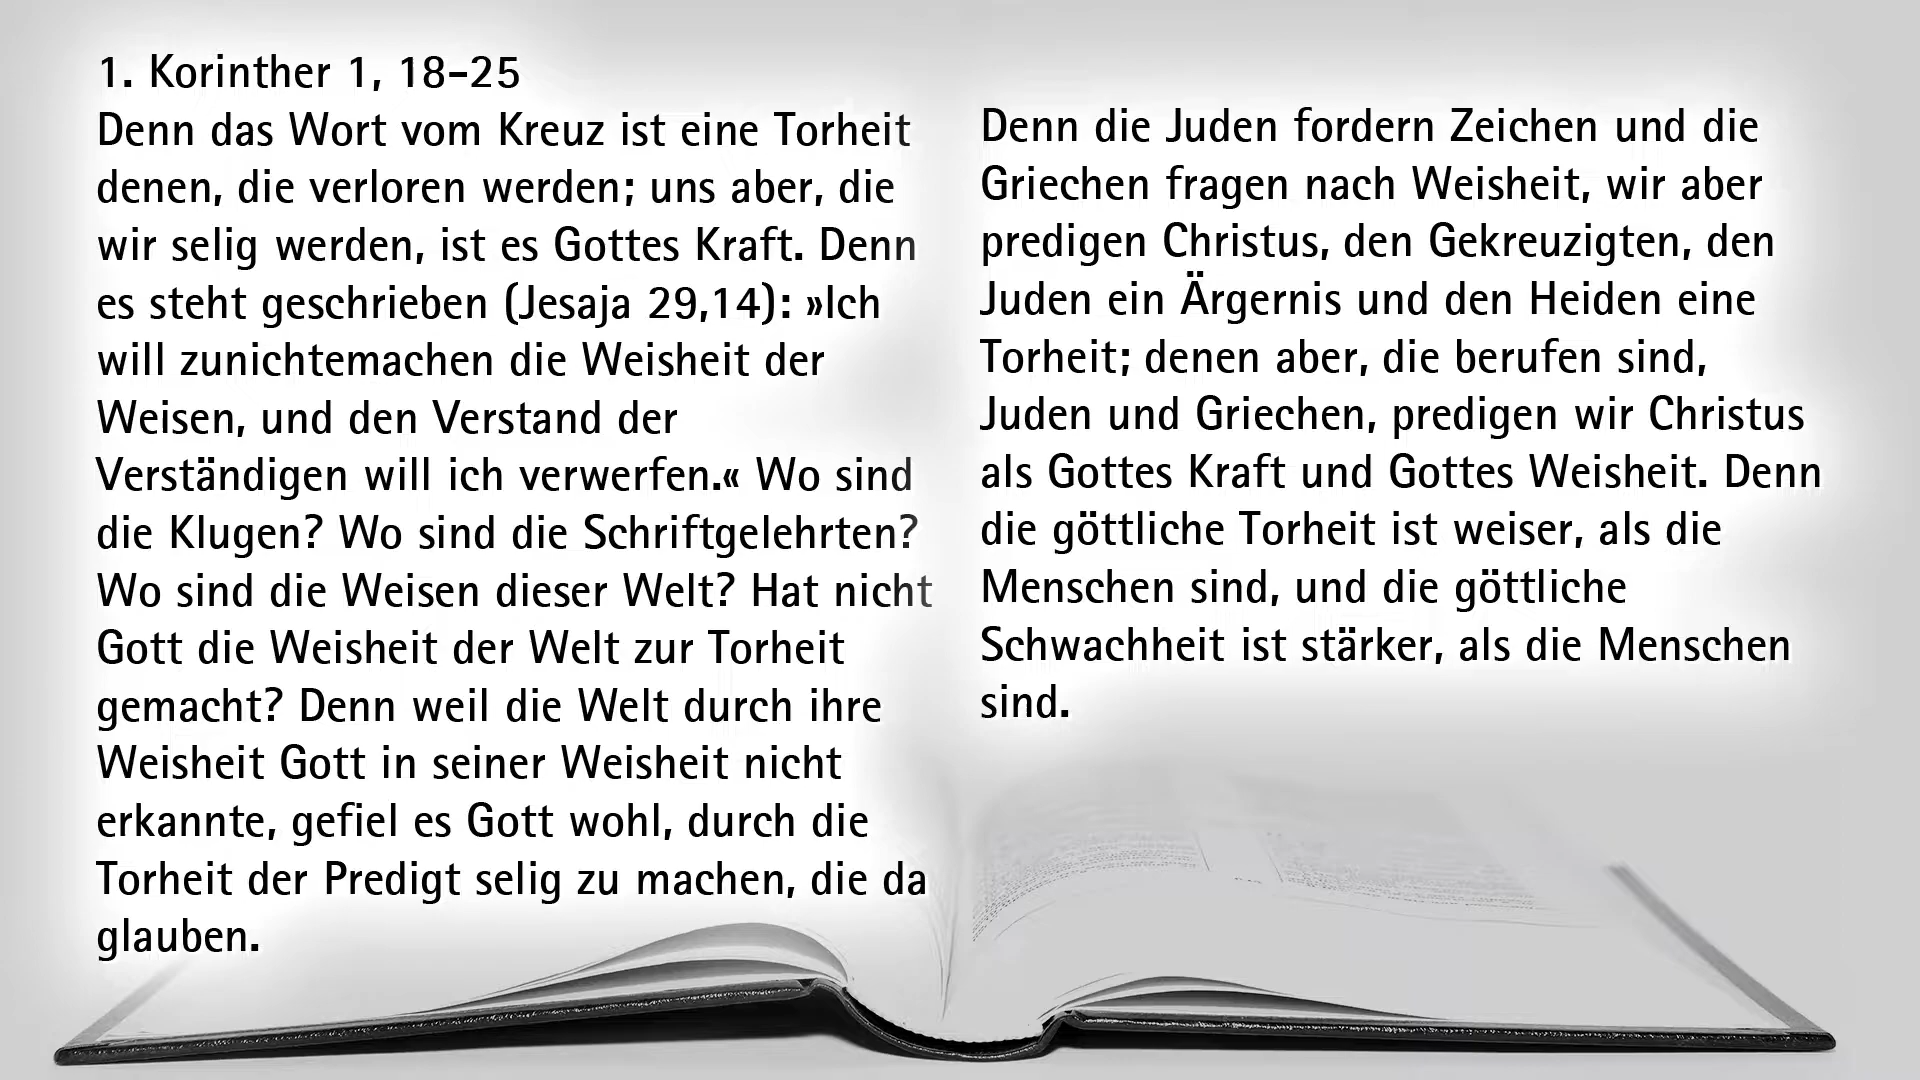 1. Korinther 1, 18-25
Denn das Wort vom Kreuz ist eine Torheit
denen, die verloren werden; uns aber, die
wir selig werden, ist es Gottes Kraft. Denn
es steht geschrieben (Jesaja 29,14): »Ich
will zunichtemachen die Weisheit der
Weisen, und den Verstand der
Verständigen will ich verwerfen.« Wo sind
die Klugen? Wo sind die Schriftgelehrten?
Wo sind die Weisen dieser Welt? Hat nicht
Gott die Weisheit der Welt zur Torheit
gemacht? Denn weil die Welt durch ihre
Weisheit Gott in seiner Weisheit nicht
erkannte, gefiel es Gott wohl, durch die
Torheit der Predigt selig zu machen, die da
glauben.
Denn die Juden fordern Zeichen und die
Griechen fragen nach Weisheit, wir aber
predigen Christus, den Gekreuzigten, den
Juden ein Ärgernis und den Heiden eine
Torheit; denen aber, die berufen sind,
Juden und Griechen, predigen wir Christus
als Gottes Kraft und Gottes Weisheit. Denn
die göttliche Torheit ist weiser, als die
Menschen sind, und die göttliche
Schwachheit ist stärker, als die Menschen
sind.